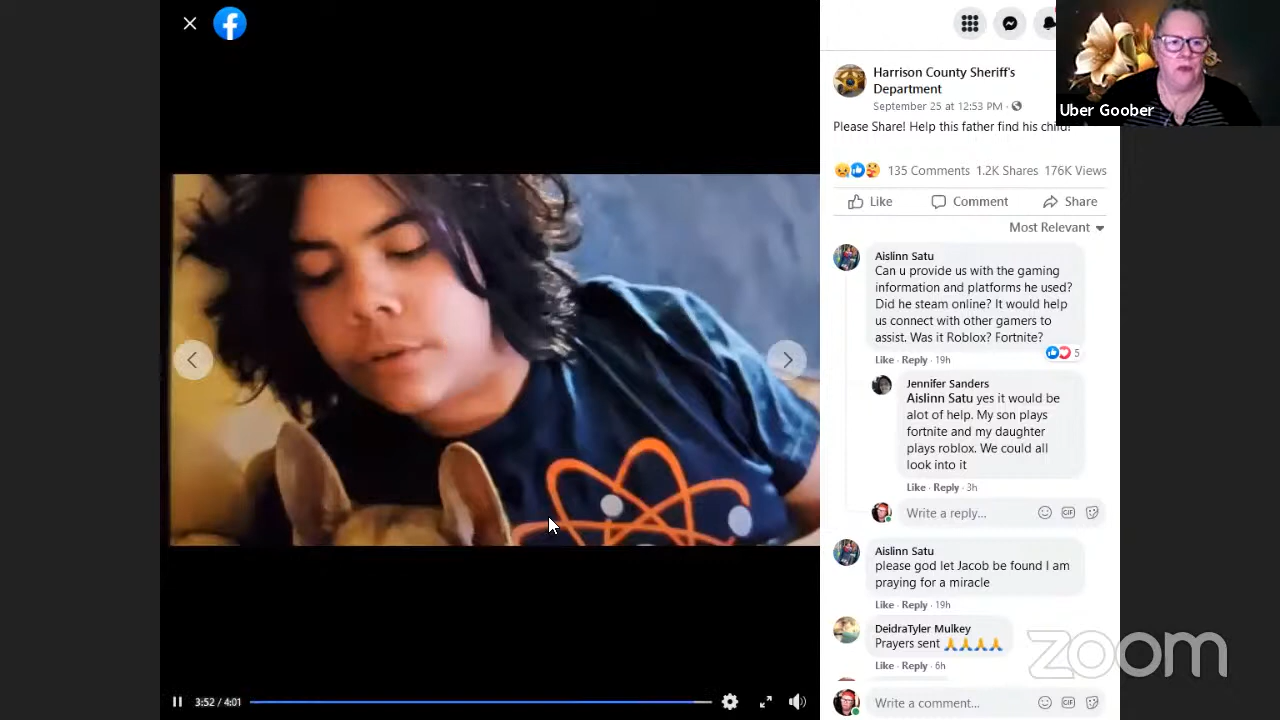 Harrison County Sheriff's
Department
September 25 at 12:53 PM ·
Uber Goober
Please Share! Help this father find his child!
135 Comments 1.2K Shares 176K Views
Like Comment Share
Most Relevant
Aislinn Satu
Can u provide us with the gaming
information and platforms he used?
Did he steam online? It would help
us connect with other gamers to
assist. Was it Roblox? Fortnite?
Like · Reply · 19h
5
Jennifer Sanders
Aislinn Satu yes it would be
alot of help. My son plays
fortnite and my daughter
plays roblox. We could all
look into it
Like · Reply · 3h
Write a reply...
GIF
Aislinn Satu
please god let Jacob be found I am
praying for a miracle
Like · Reply · 19h
DeidraTyler Mulkey
Prayers sent 🙏🙏🙏🙏
Like · Reply · 6h
zoom
3:52 / 4:01
Write a comment...
GIF